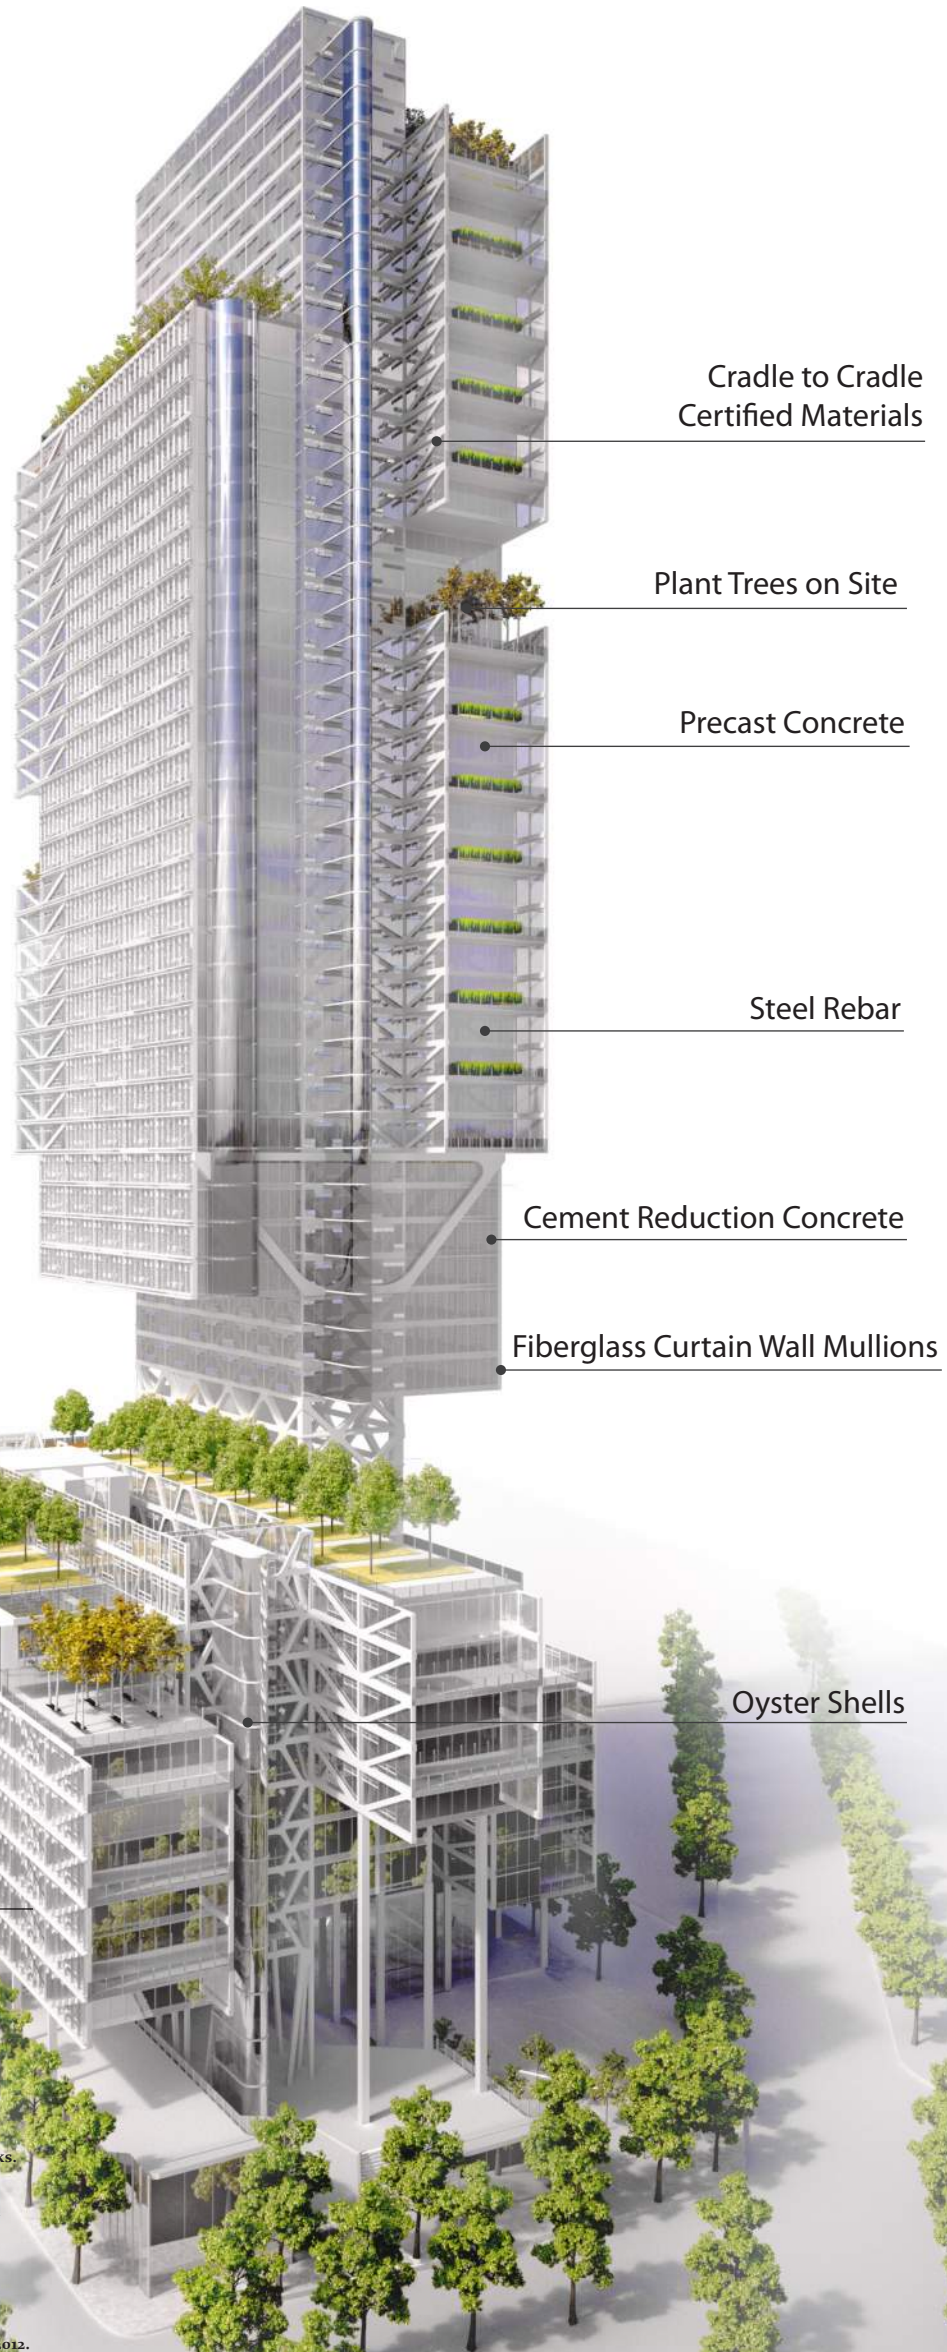 Cradle to Cradle
Certified Materials
Plant Trees on Site
Precast Concrete
Steel Rebar
Cement Reduction Concrete
Fiberglass Curtain Wall Mullions
Oyster Shells